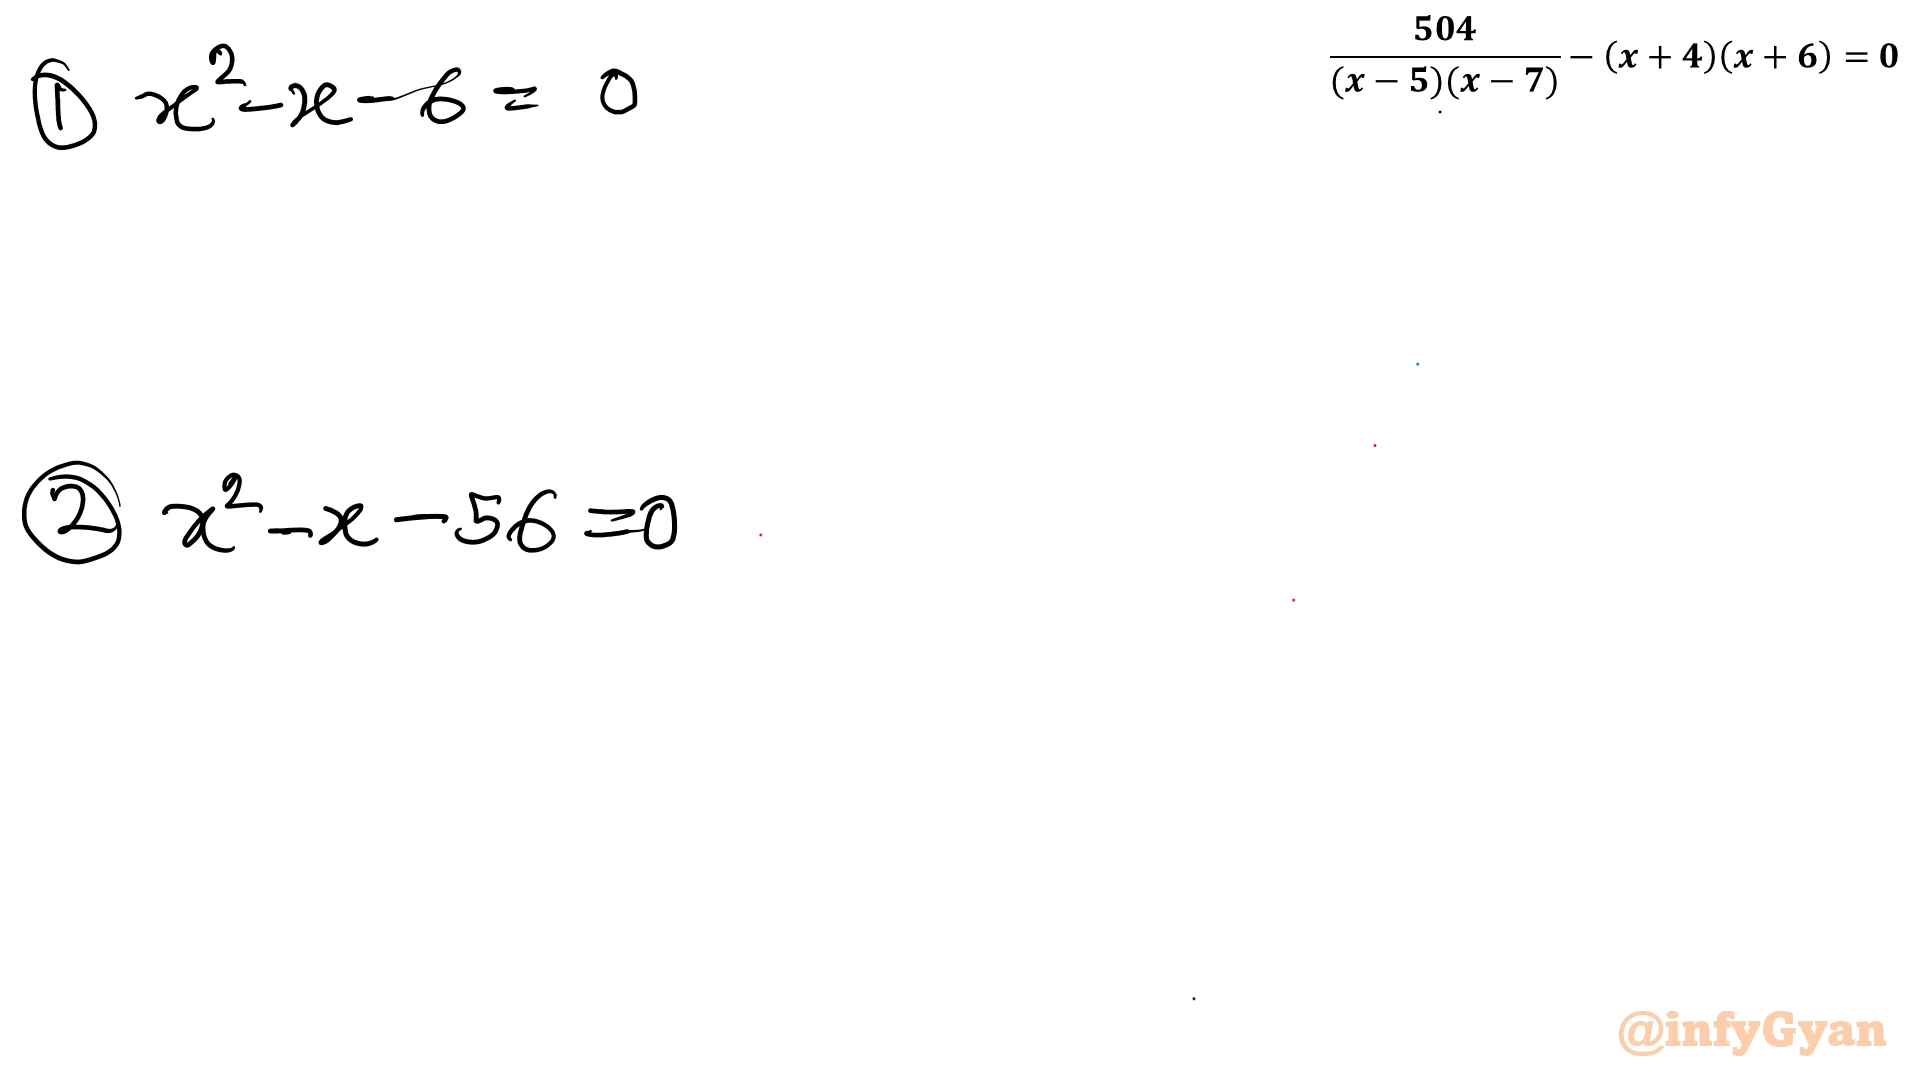 ① x² - x - 6 = 0
504 / (x − 5)(x − 7) − (x + 4)(x + 6) = 0
② x² - x - 56 = 0
@infyGyan